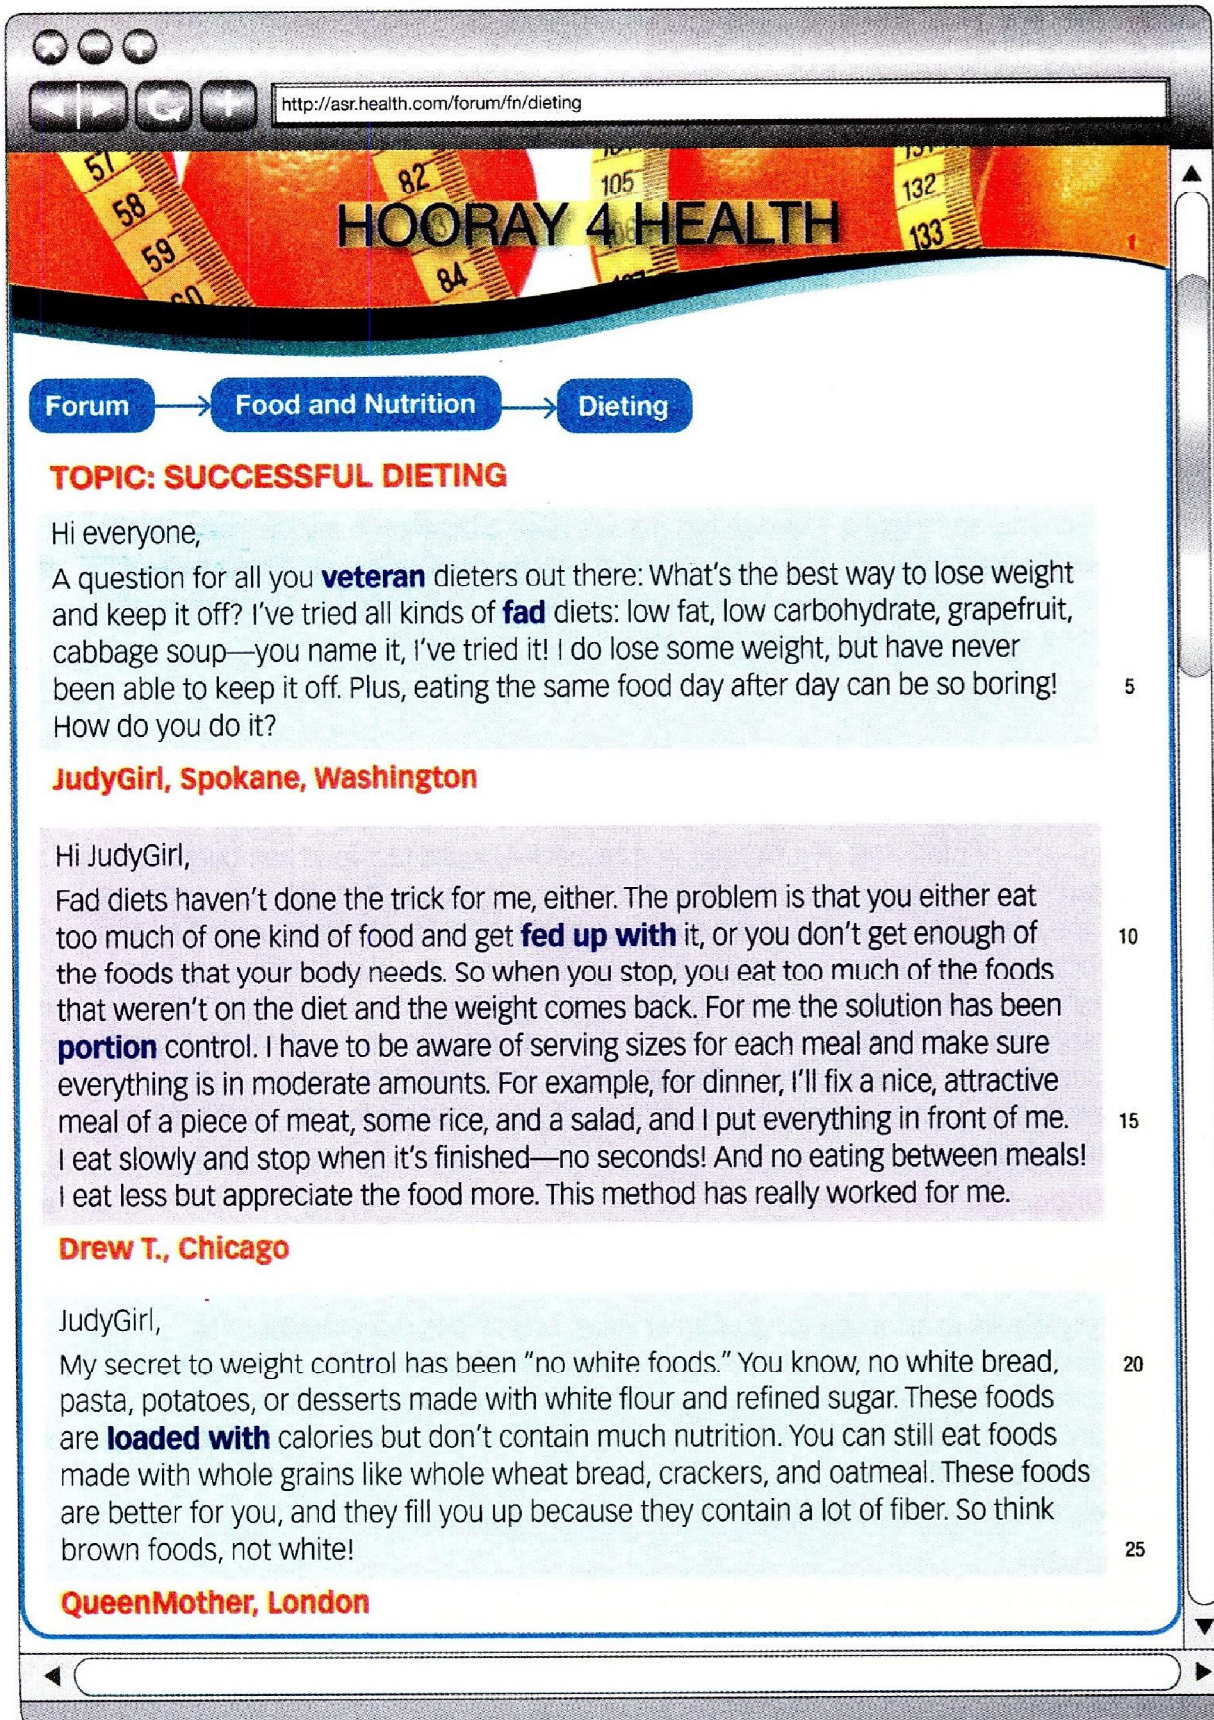 http://asr.health.com/forum/fn/dieting
57 58 59 60 82 84 105 132 133
HOORAY 4 HEALTH
Forum Food and Nutrition Dieting
TOPIC: SUCCESSFUL DIETING
Hi everyone,
A question for all you veteran dieters out there: What's the best way to lose weight
and keep it off? I've tried all kinds of fad diets: low fat, low carbohydrate, grapefruit,
cabbage soup—you name it, I've tried it! I do lose some weight, but have never
been able to keep it off. Plus, eating the same food day after day can be so boring! 5
How do you do it?
JudyGirl, Spokane, Washington
Hi JudyGirl,
Fad diets haven't done the trick for me, either. The problem is that you either eat
too much of one kind of food and get fed up with it, or you don't get enough of 10
the foods that your body needs. So when you stop, you eat too much of the foods
that weren't on the diet and the weight comes back. For me the solution has been
portion control. I have to be aware of serving sizes for each meal and make sure
everything is in moderate amounts. For example, for dinner, I'll fix a nice, attractive
meal of a piece of meat, some rice, and a salad, and I put everything in front of me. 15
I eat slowly and stop when it's finished—no seconds! And no eating between meals!
I eat less but appreciate the food more. This method has really worked for me.
Drew T., Chicago
JudyGirl,
My secret to weight control has been "no white foods." You know, no white bread, 20
pasta, potatoes, or desserts made with white flour and refined sugar. These foods
are loaded with calories but don't contain much nutrition. You can still eat foods
made with whole grains like whole wheat bread, crackers, and oatmeal. These foods
are better for you, and they fill you up because they contain a lot of fiber. So think
brown foods, not white! 25
QueenMother, London